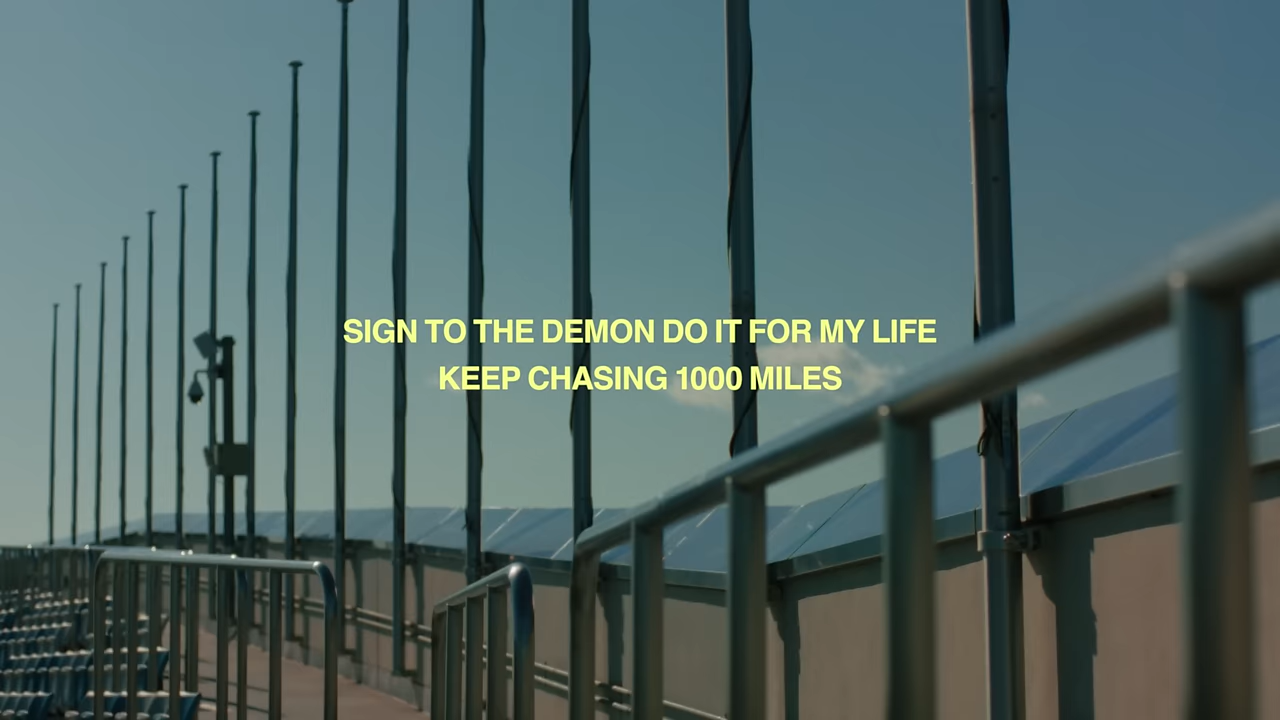 SIGN TO THE DEMON DO IT FOR MY LIFE
KEEP CHASING 1000 MILES